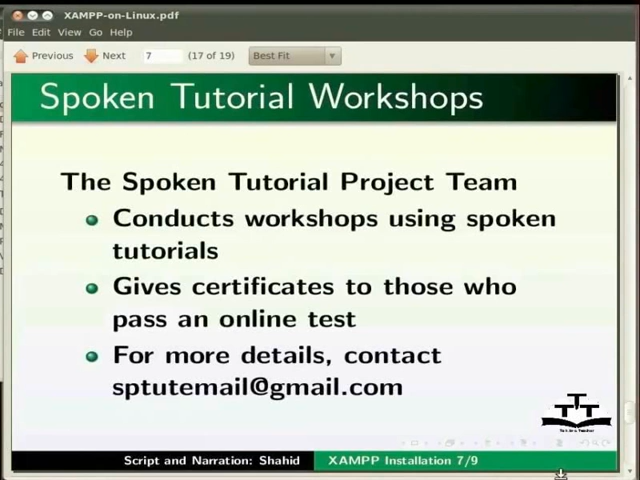 XAMPP-on-Linux.pdf
File Edit View Go Help
Previous Next 7 (17 of 19) Best Fit
Spoken Tutorial Workshops
The Spoken Tutorial Project Team
Conducts workshops using spoken
tutorials
Gives certificates to those who
pass an online test
For more details, contact
sptutemail@gmail.com
Script and Narration: Shahid XAMPP Installation 7/9